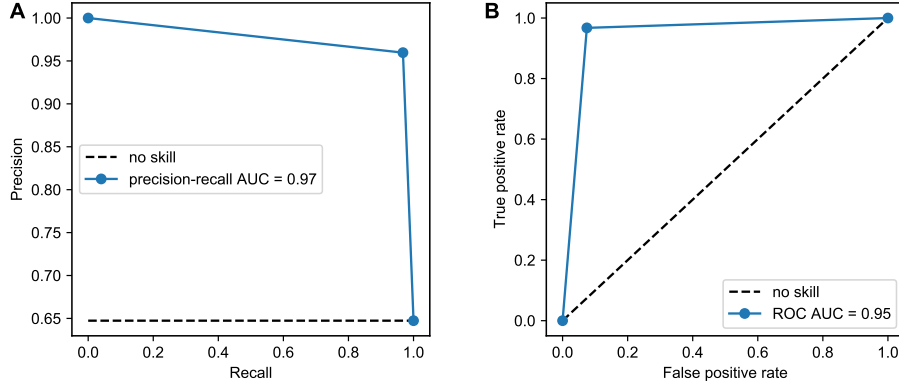 A
1.00
0.95
0.90
0.85
0.80
0.75
0.70
0.65
Precision
no skill
precision-recall AUC = 0.97
0.0 0.2 0.4 0.6 0.8 1.0
Recall
B
1.0
0.8
0.6
0.4
0.2
0.0
True positive rate
no skill
ROC AUC = 0.95
0.0 0.2 0.4 0.6 0.8 1.0
False positive rate